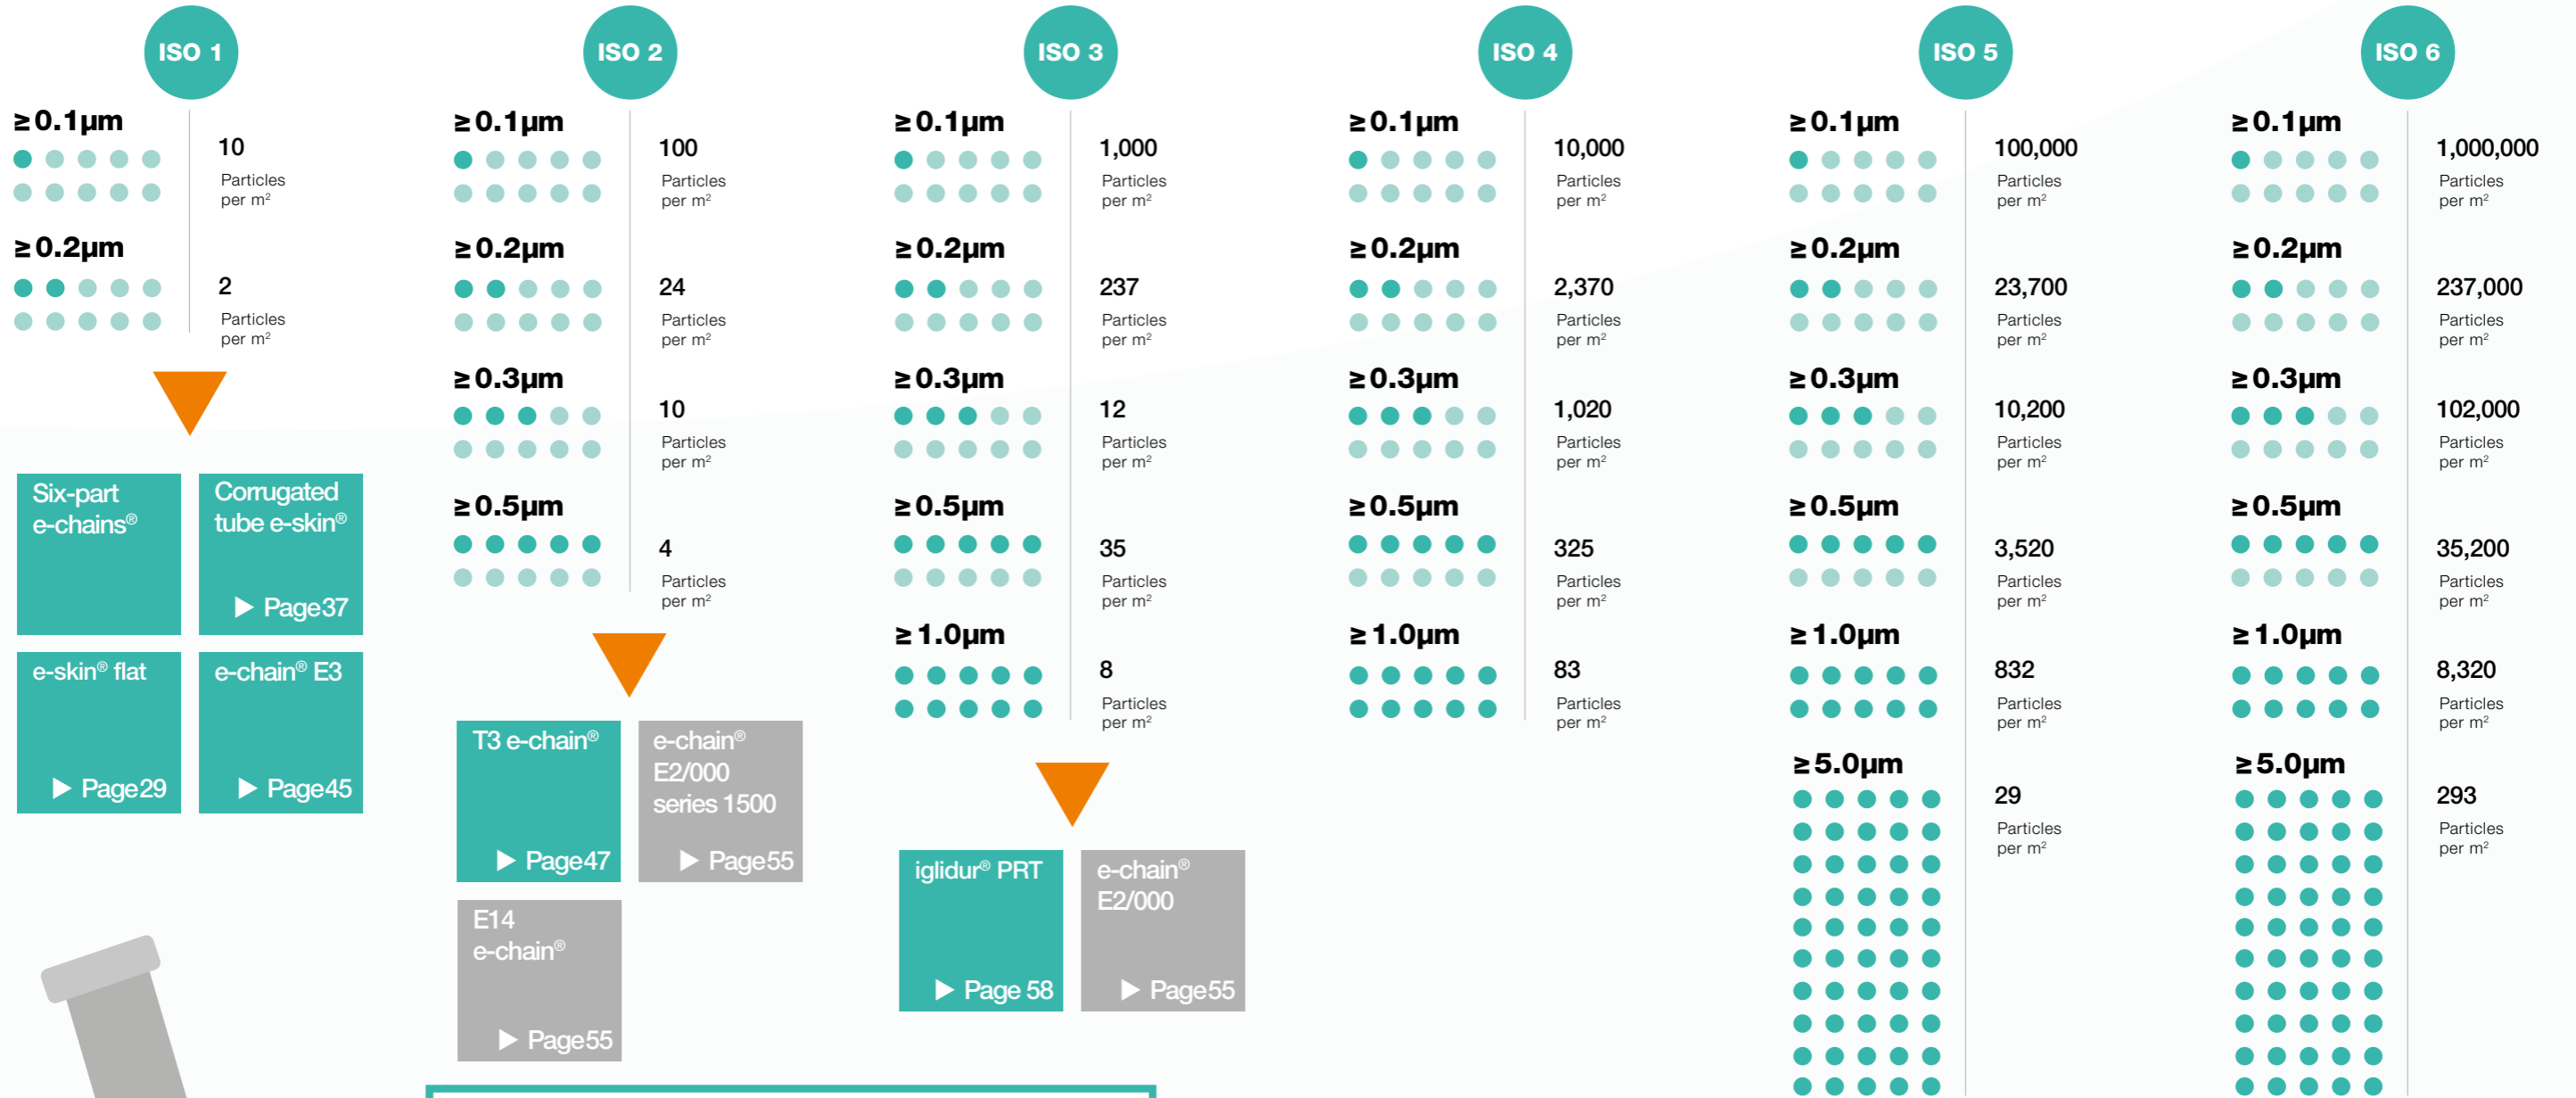 ISO 1
≥0.1µm
10
Particles
per m²
≥0.2µm
2
Particles
per m²
Six-part
e-chains®
Corrugated
tube e-skin®
▶ Page37
e-skin® flat
▶ Page29
e-chain® E3
▶ Page45
ISO 2
≥0.1µm
100
Particles
per m²
≥0.2µm
24
Particles
per m²
≥0.3µm
10
Particles
per m²
≥0.5µm
4
Particles
per m²
T3 e-chain®
▶ Page47
e-chain®
E2/000
series 1500
▶ Page55
E14
e-chain®
▶ Page55
ISO 3
≥0.1µm
1,000
Particles
per m²
≥0.2µm
237
Particles
per m²
≥0.3µm
12
Particles
per m²
≥0.5µm
35
Particles
per m²
≥1.0µm
8
Particles
per m²
iglidur® PRT
▶ Page 58
e-chain®
E2/000
▶ Page55
ISO 4
≥0.1µm
10,000
Particles
per m²
≥0.2µm
2,370
Particles
per m²
≥0.3µm
1,020
Particles
per m²
≥0.5µm
325
Particles
per m²
≥1.0µm
83
Particles
per m²
ISO 5
≥0.1µm
100,000
Particles
per m²
≥0.2µm
23,700
Particles
per m²
≥0.3µm
10,200
Particles
per m²
≥0.5µm
3,520
Particles
per m²
≥1.0µm
832
Particles
per m²
≥5.0µm
29
Particles
per m²
ISO 6
≥0.1µm
1,000,000
Particles
per m²
≥0.2µm
237,000
Particles
per m²
≥0.3µm
102,000
Particles
per m²
≥0.5µm
35,200
Particles
per m²
≥1.0µm
8,320
Particles
per m²
≥5.0µm
293
Particles
per m²